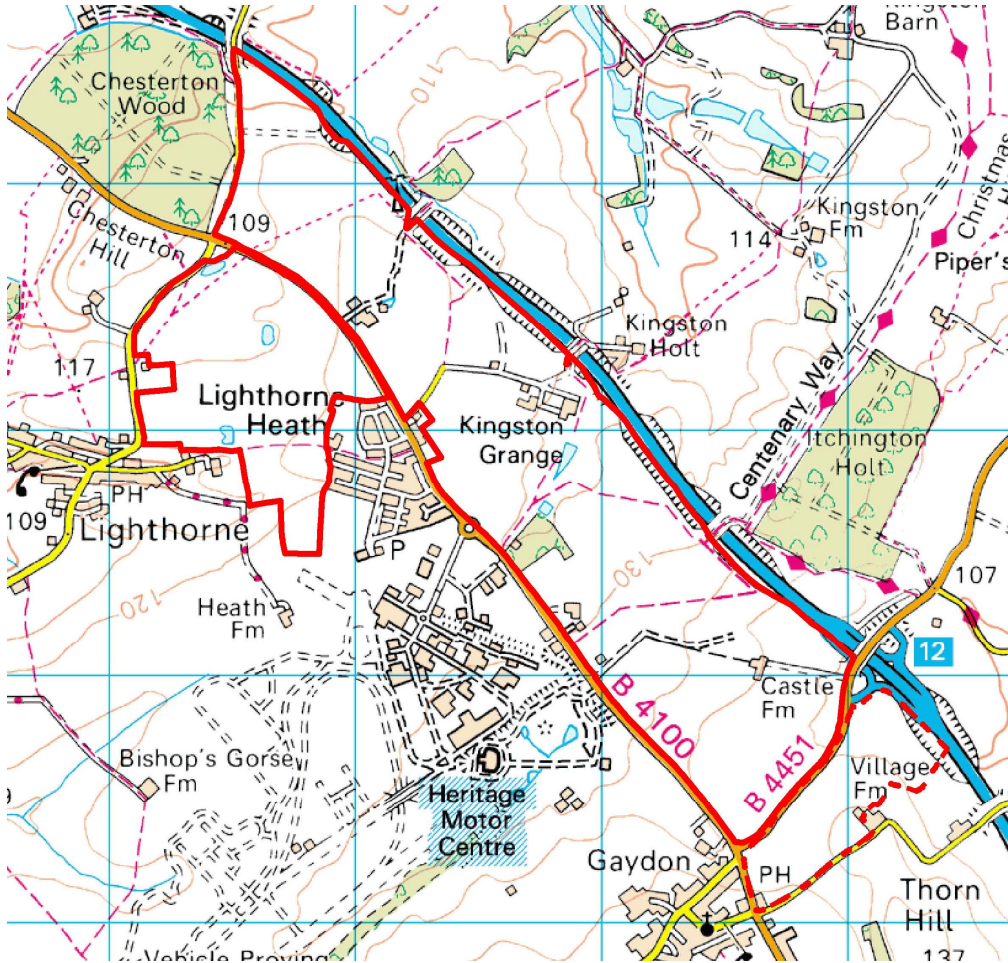 Barn
Chesterton
Wood
110
Christmas
109
Chesterton
Hill
Kingston
Fm
114
Piper's
Kingston
Holt
117
Lighthorne
Heath
Kingston
Grange
Centenary Way
Itchington
Holt
PH
109
Lighthorne
P
120
130
107
Heath
Fm
12
Castle
Fm
B 4100
B 4451
Bishop's Gorse
Fm
Village
Fm
9
Heritage
Motor
Centre
Gaydon
PH
Thorn
Hill
Vehicle Proving
137